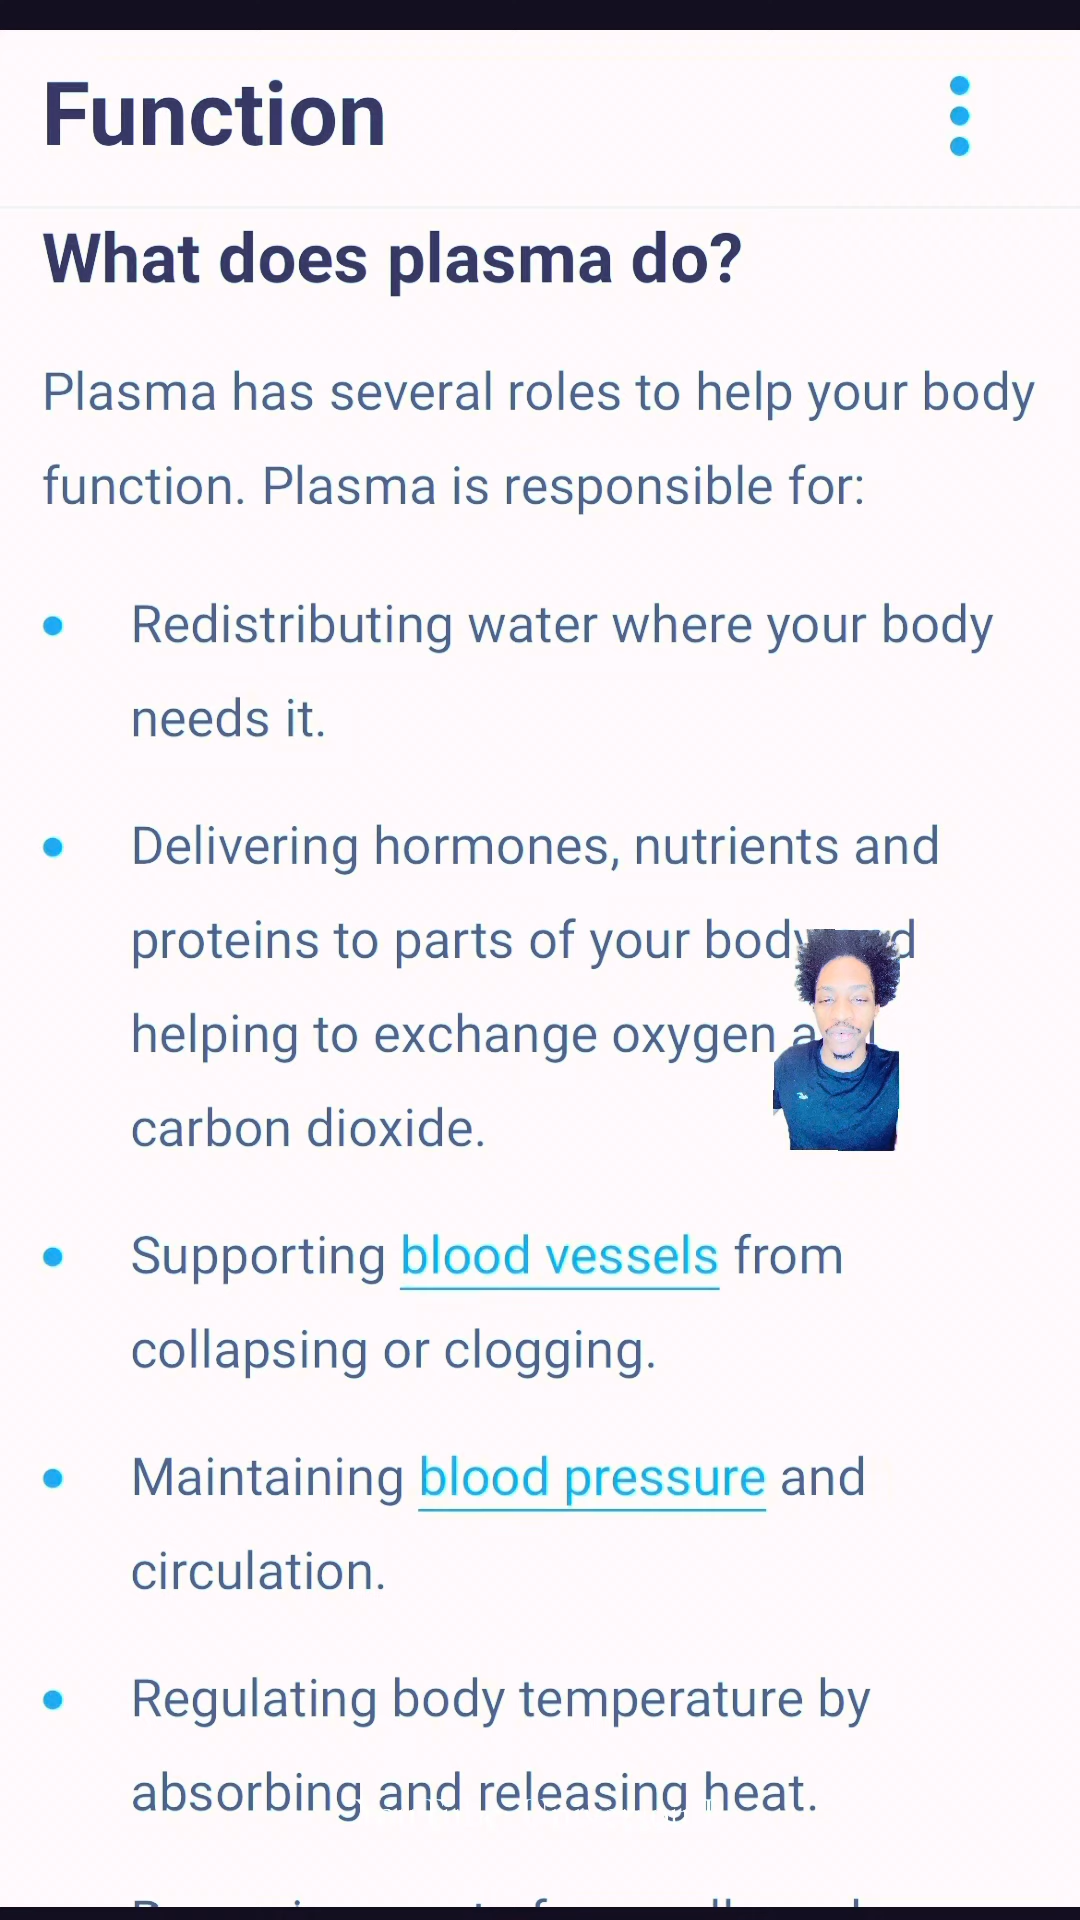 Function
What does plasma do?
Plasma has several roles to help your body
function. Plasma is responsible for:
Redistributing water where your body
needs it.
Delivering hormones, nutrients and
proteins to parts of your body
helping to exchange oxygen
carbon dioxide.
Supporting blood vessels from
collapsing or clogging.
Maintaining blood pressure and
circulation.
Regulating body temperature by
absorbing and releasing heat.